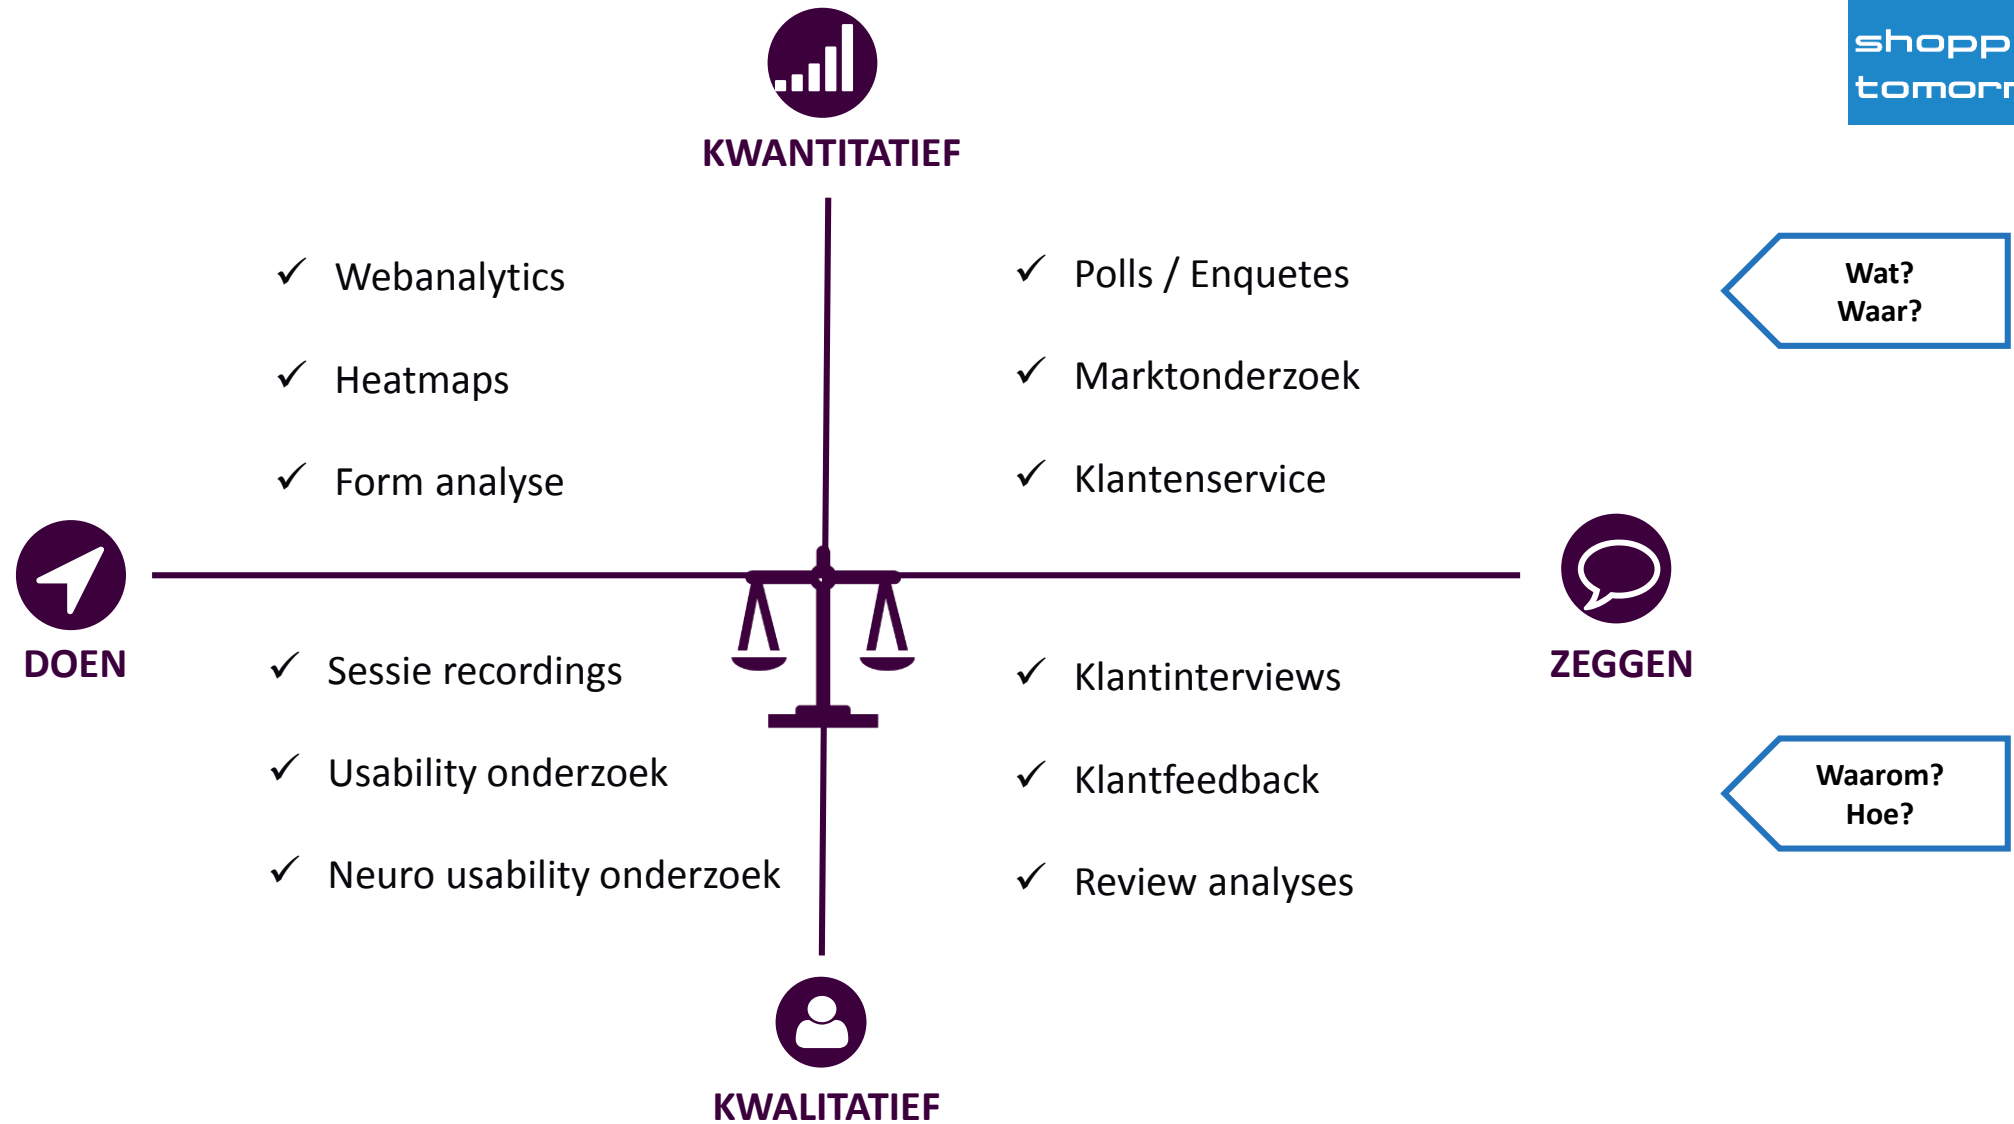 shopp
tomorr
KWANTITATIEF
Webanalytics
Heatmaps
Form analyse
Polls / Enquetes
Marktonderzoek
Klantenservice
Wat?
Waar?
DOEN
ZEGGEN
Sessie recordings
Usability onderzoek
Neuro usability onderzoek
Klantinterviews
Klantfeedback
Review analyses
Waarom?
Hoe?
KWALITATIEF